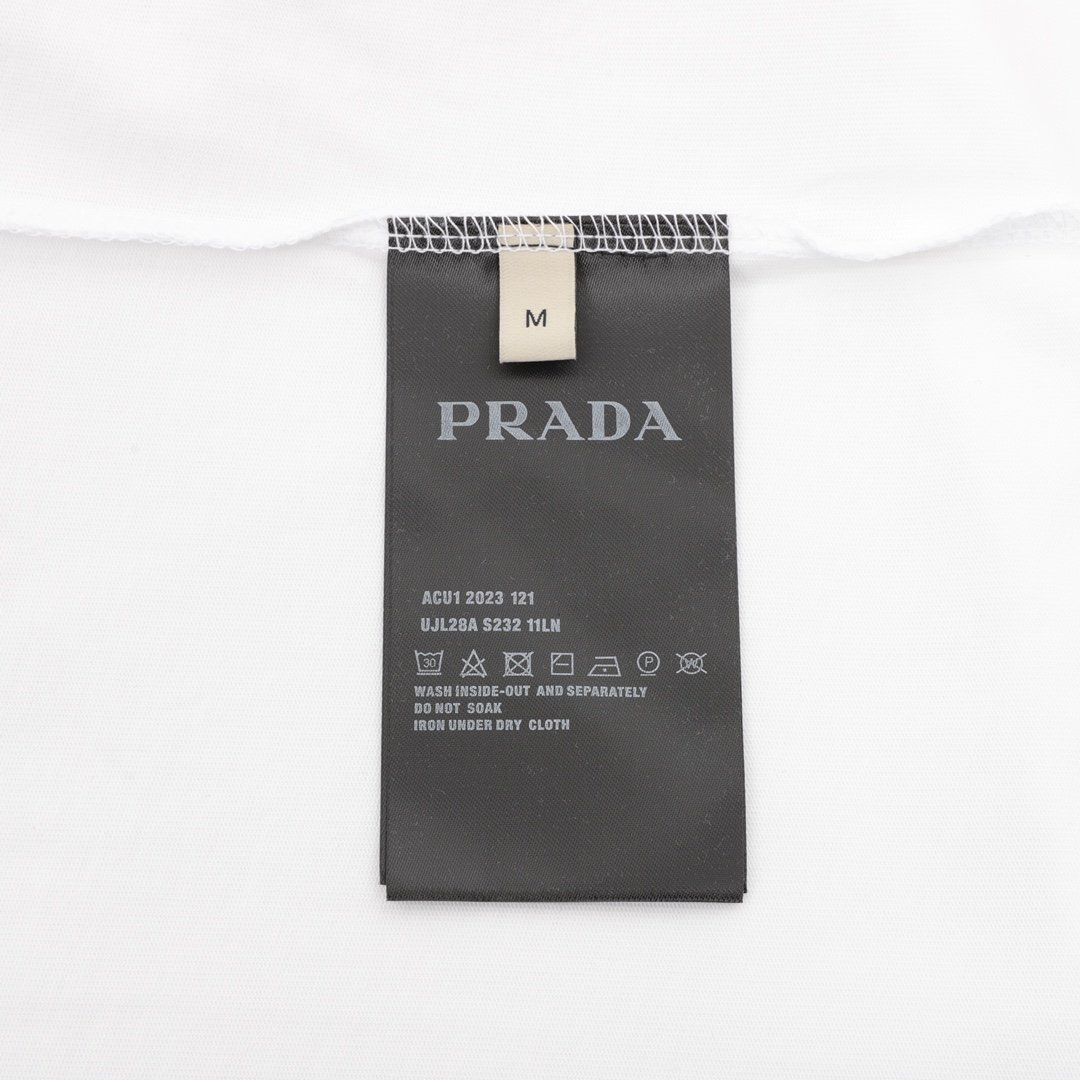 M
PRADA
ACU1 2023 121
UJL28A S232 11LN
30 P W
WASH INSIDE-OUT AND SEPARATELY
DO NOT SOAK
IRON UNDER DRY CLOTH